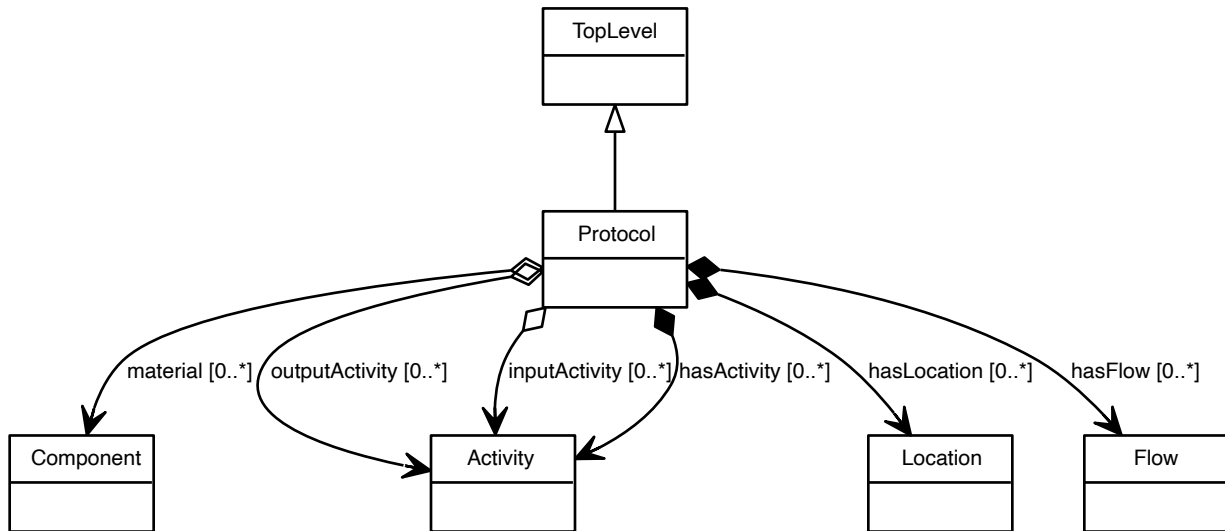 TopLevel
Protocol
material [0..*]
outputActivity [0..*]
inputActivity [0..*]
hasActivity [0..*]
hasLocation [0..*]
hasFlow [0..*]
Component
Activity
Location
Flow